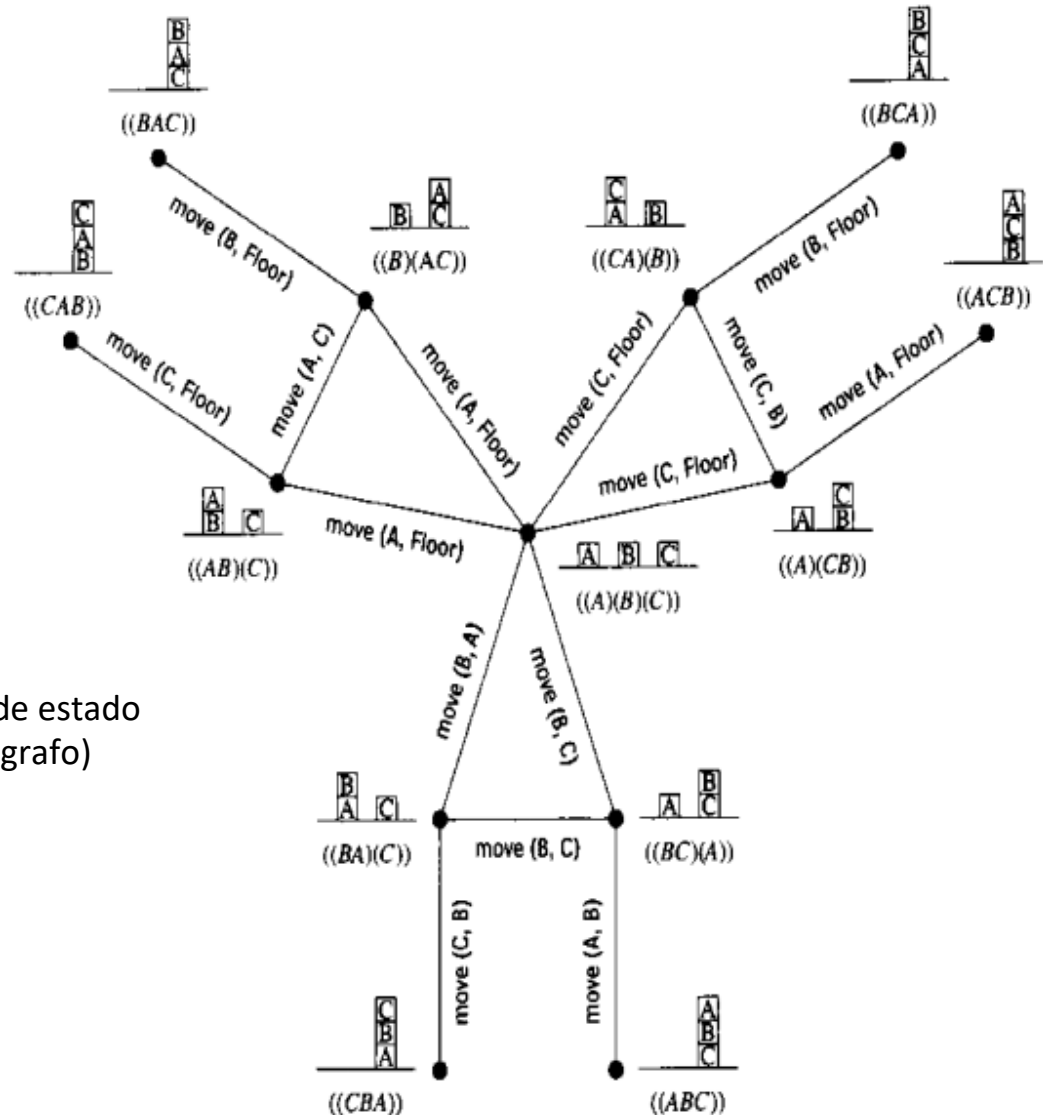 B
A
C
((BAC))
B
C
A
((BCA))
move (B, Floor)
move (B, Floor)
C
A
B
((CAB))
B
A
C
((B)(AC))
C
A
B
((CA)(B))
A
C
B
((ACB))
move (C, Floor)
move (A, C)
move (A, Floor)
move (C, Floor)
move (C, B)
move (A, Floor)
A
B
C
((AB)(C))
move (A, Floor)
move (C, Floor)
A B C
((A)(B)(C))
A
C
B
((A)(CB))
move (B, A)
move (B, C)
de estado
grafo)
B
A
C
((BA)(C))
move (B, C)
A
B
C
((BC)(A))
move (C, B)
move (A, B)
C
B
A
((CBA))
A
B
C
((ABC))